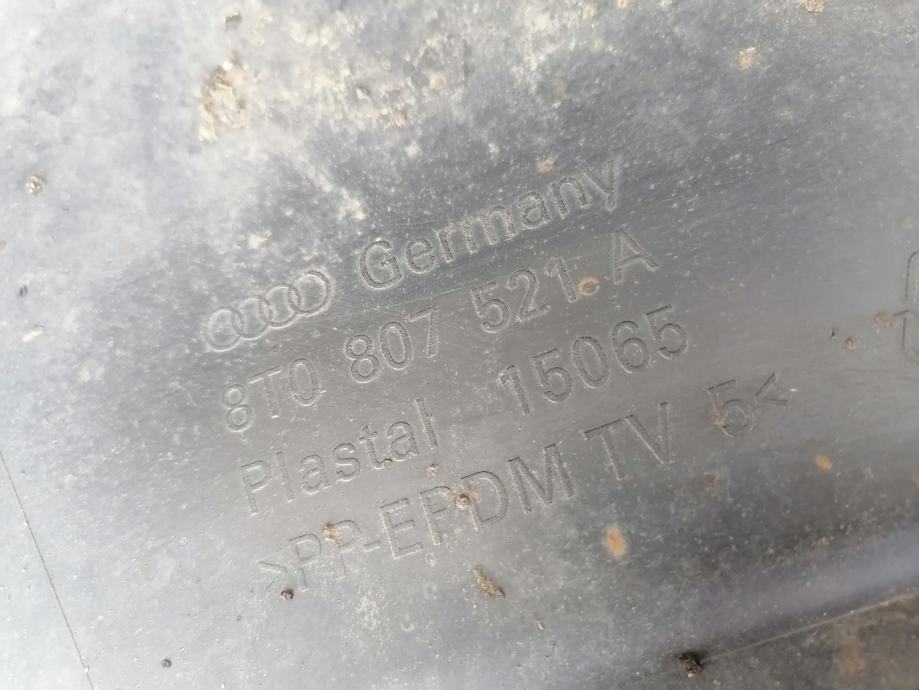 Germany
8T0 807 521 A
Plastal 15065
>PP-EPDM TV 5<